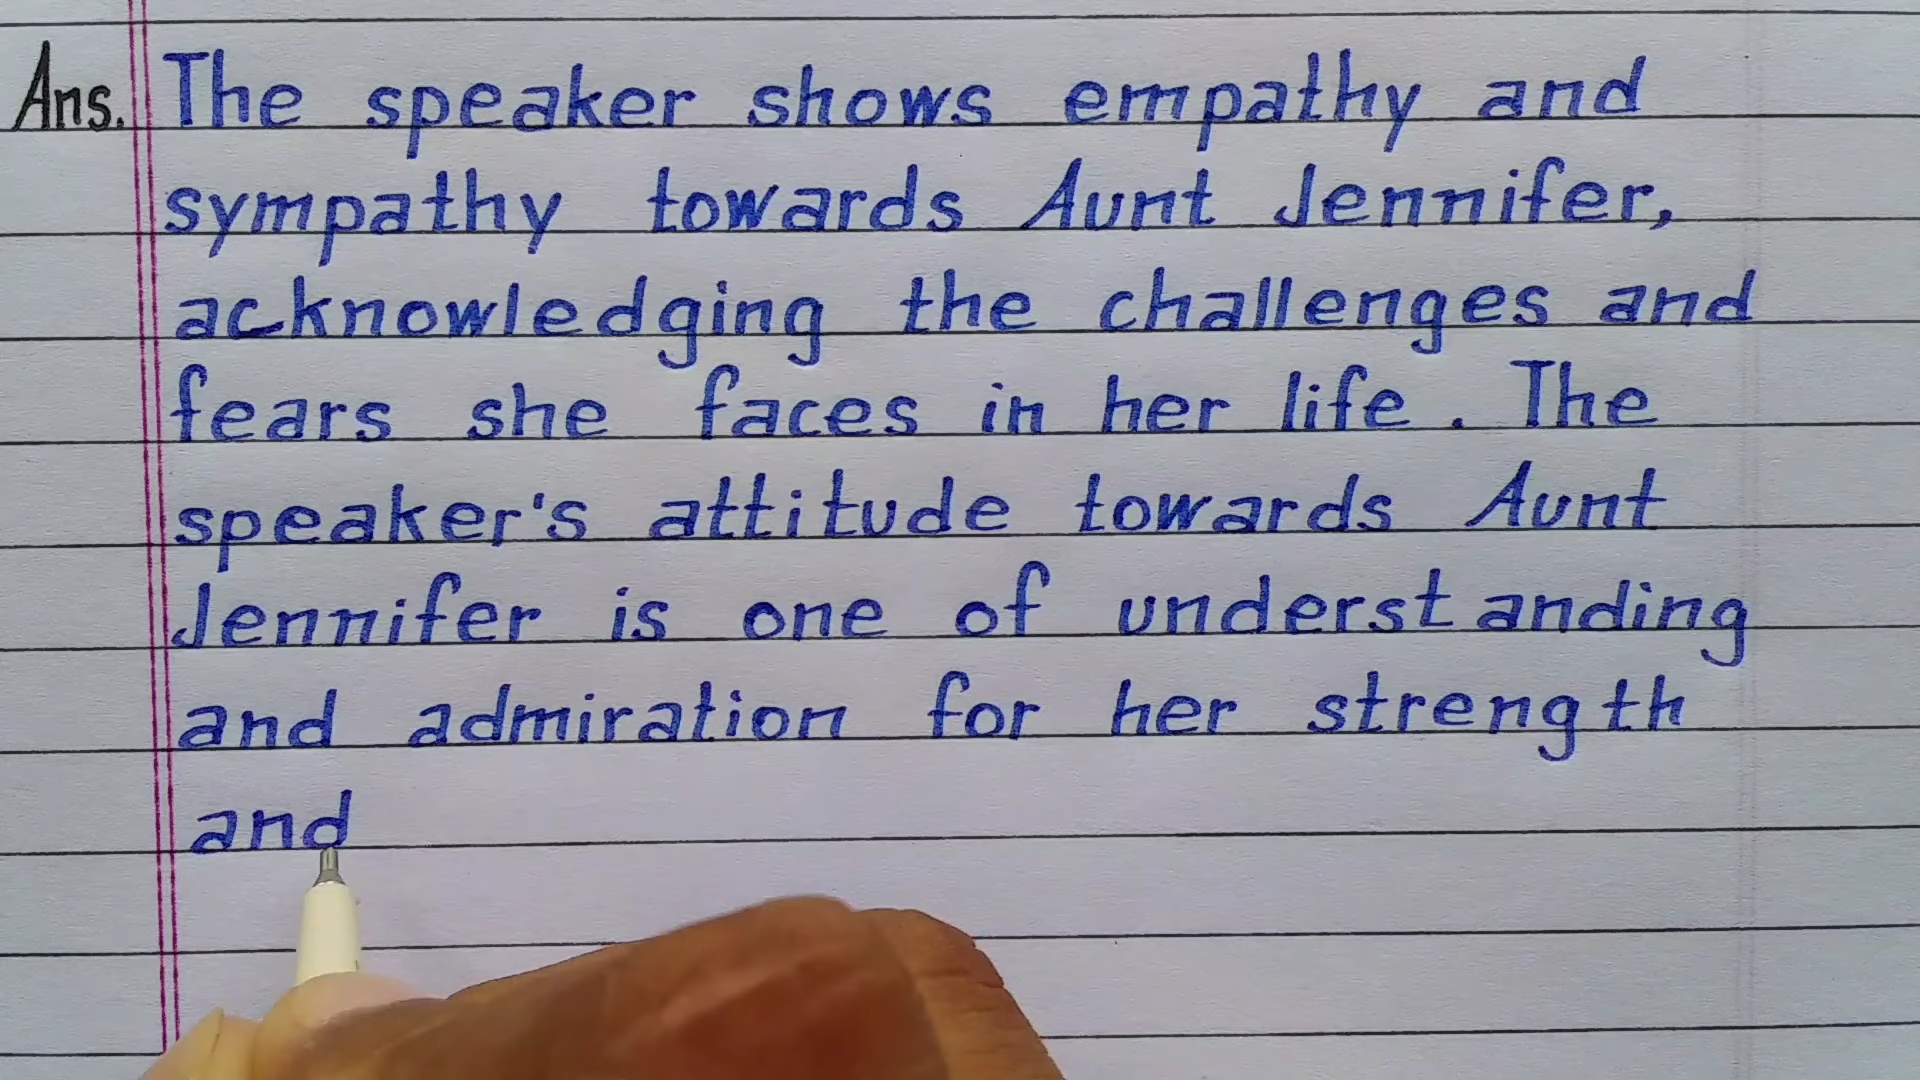 Ans. The speaker shows empathy and
sympathy towards Aunt Jennifer,
acknowledging the challenges and
fears she faces in her life. The
speaker's attitude towards Aunt
Jennifer is one of understanding
and admiration for her strength
and